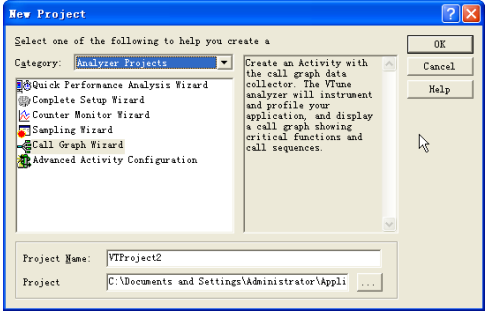 New Project
Select one of the following to help you create a
Category: Analyzer Projects
Quick Performance Analysis Wizard
Complete Setup Wizard
Counter Monitor Wizard
Sampling Wizard
Call Graph Wizard
Advanced Activity Configuration
Create an Activity with
the call graph data
collector. The VTune
analyzer will instrument
and profile your
application, and display
a call graph showing
critical functions and
call sequences.
OK
Cancel
Help
Project Name: VTProject2
Project C:\Documents and Settings\Administrator\Appli ...